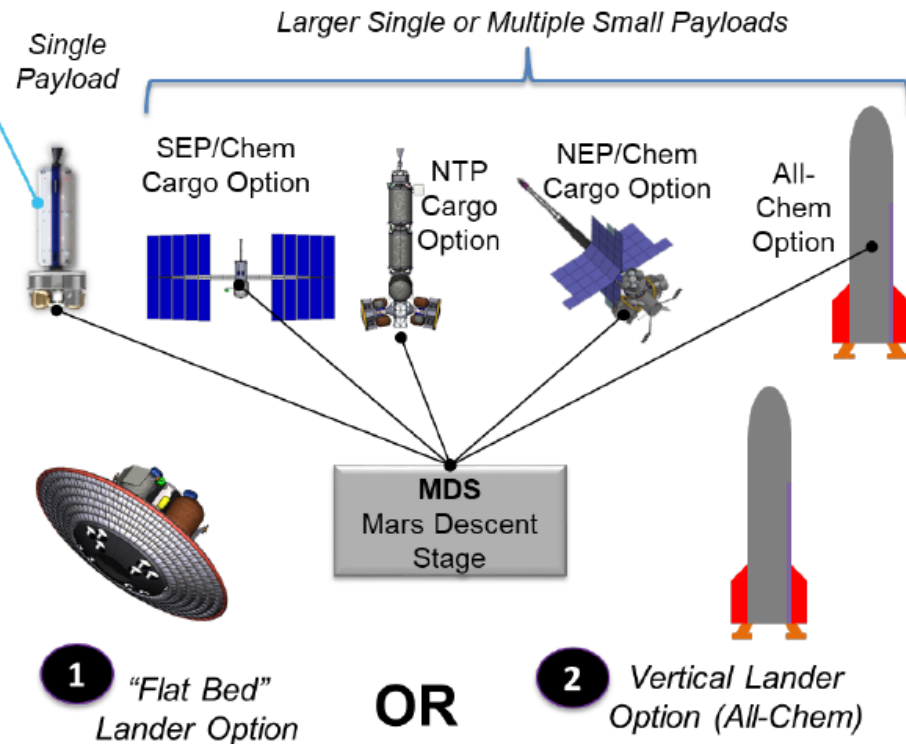 Larger Single or Multiple Small Payloads
Single
Payload
SEP/Chem
Cargo Option
NTP
Cargo
Option
NEP/Chem
Cargo Option
All-
Chem
Option
MDS
Mars Descent
Stage
1
“Flat Bed”
Lander Option
OR
2
Vertical Lander
Option (All-Chem)